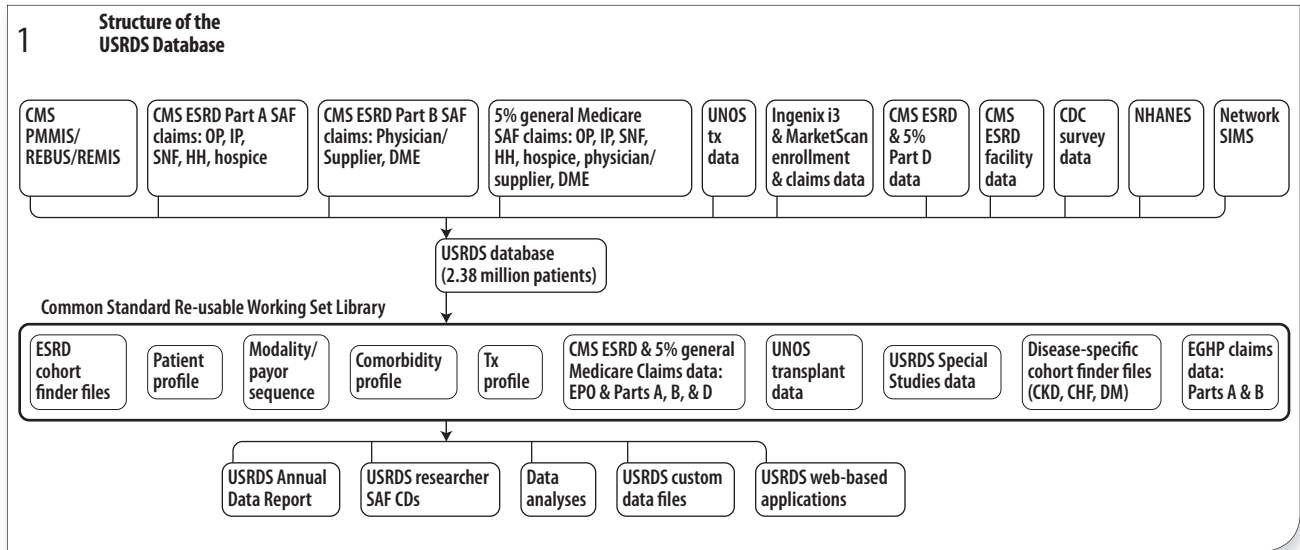 1
Structure of the
USRDS Database
CMS
PMMIS/
REBUS/REMIS
CMS ESRD Part A SAF
claims: OP, IP,
SNF, HH, hospice
CMS ESRD Part B SAF
claims: Physician/
Supplier, DME
5% general Medicare
SAF claims: OP, IP, SNF,
HH, hospice, physician/
supplier, DME
UNOS
tx
data
Ingenix i3
& MarketScan
enrollment
& claims data
CMS ESRD
& 5%
Part D
data
CMS
ESRD
facility
data
CDC
survey
data
NHANES
Network
SIMS
USRDS database
(2.38 million patients)
Common Standard Re-usable Working Set Library
ESRD
cohort
finder files
Patient
profile
Modality/
payor
sequence
Comorbidity
profile
Tx
profile
CMS ESRD & 5% general
Medicare Claims data:
EPO & Parts A, B, & D
UNOS
transplant
data
USRDS Special
Studies data
Disease-specific
cohort finder files
(CKD, CHF, DM)
EGHP claims
data:
Parts A & B
USRDS Annual
Data Report
USRDS researcher
SAF CDs
Data
analyses
USRDS custom
data files
USRDS web-based
applications